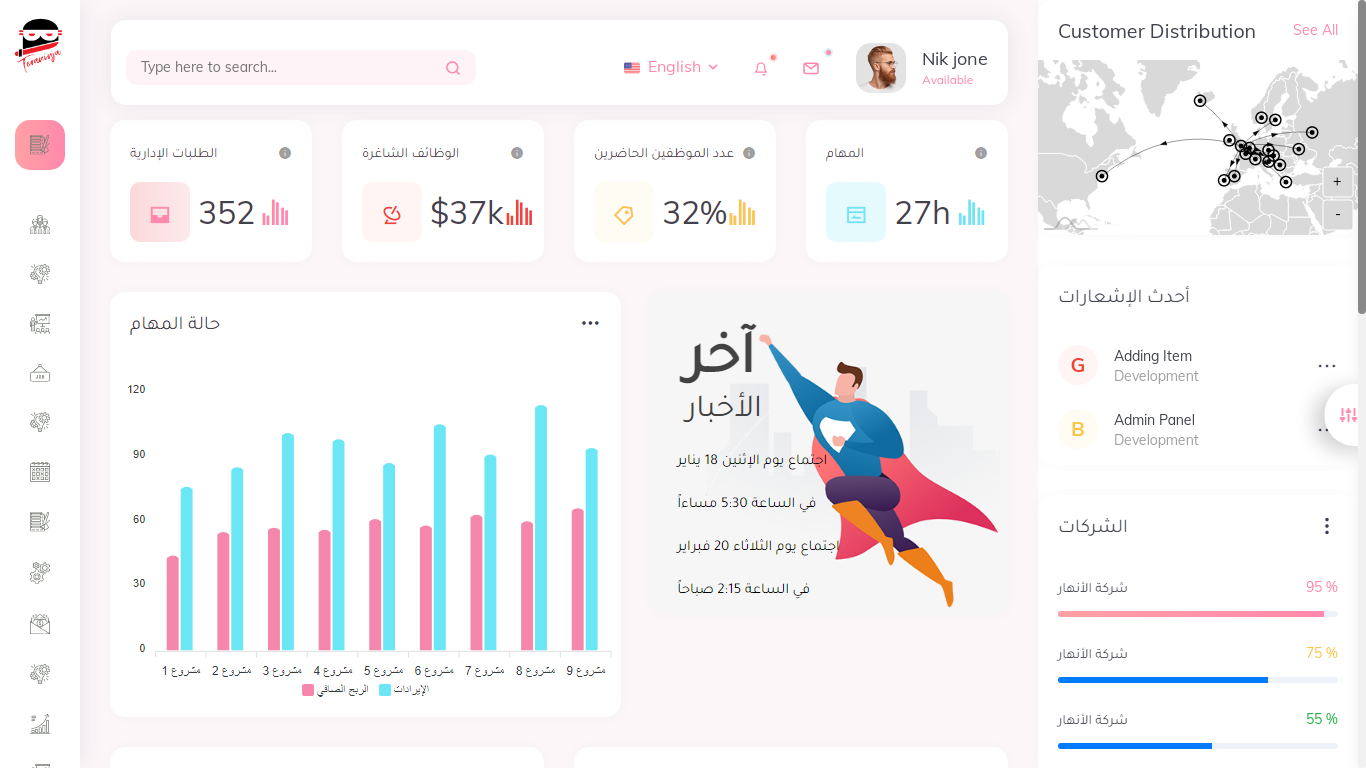 Teraninja
Type here to search...
English
Nik jone
Available
Customer Distribution
See All
+
-
الطلبات الإدارية
352
الوظائف الشاغرة
$37k
عدد الموظفين الحاضرين
32%
المهام
27h
حالة المهام
120
90
60
30
0
مشروع 1
مشروع 2
مشروع 3
مشروع 4
مشروع 5
مشروع 6
مشروع 7
مشروع 8
مشروع 9
الربح الصافي
الإيرادات
آخر
الأخبار
اجتماع يوم الإثنين 18 يناير
في الساعة 5:30 مساءاً
اجتماع يوم الثلاثاء 20 فبراير
في الساعة 2:15 صباحاً
أحدث الإشعارات
G
Adding Item
Development
B
Admin Panel
Development
الشركات
شركة الأنهار
95 %
شركة الأنهار
75 %
شركة الأنهار
55 %
JOB